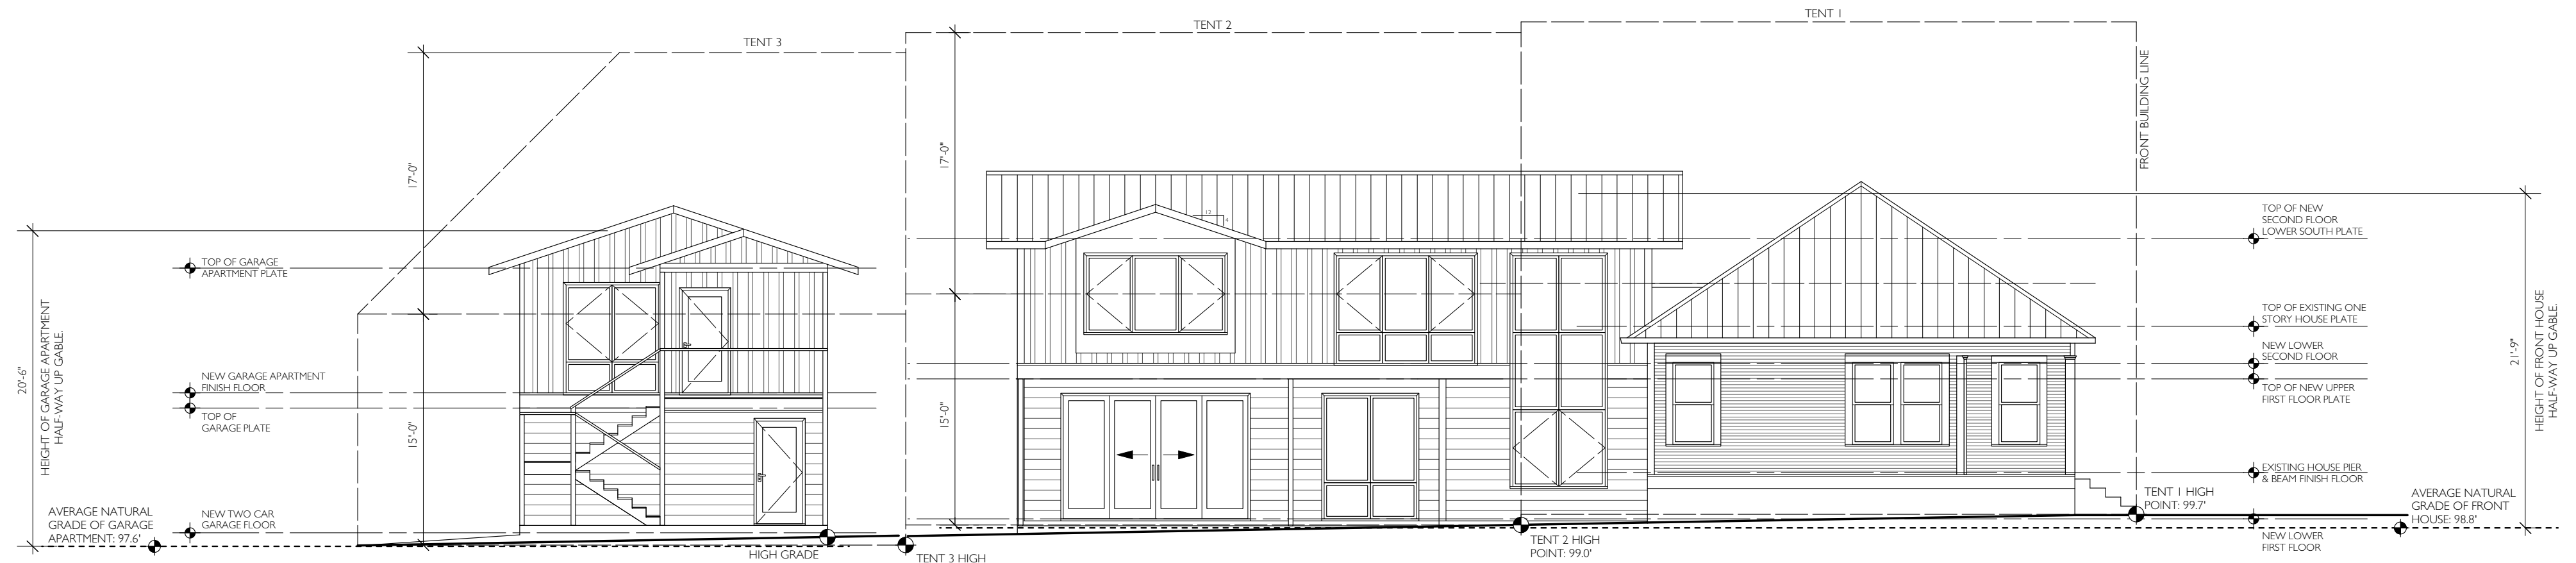 TENT 1
TENT 2
TENT 3
FRONT BUILDING LINE
17'-0"
17'-0"
15'-0"
15'-0"
12
4
20'-6"
HEIGHT OF GARAGE APARTMENT
HALF-WAY UP GABLE.
TOP OF GARAGE
APARTMENT PLATE
NEW GARAGE APARTMENT
FINISH FLOOR
TOP OF
GARAGE PLATE
AVERAGE NATURAL
GRADE OF GARAGE
APARTMENT: 97.6'
NEW TWO CAR
GARAGE FLOOR
HIGH GRADE
TENT 3 HIGH
TENT 2 HIGH
POINT: 99.0'
TENT 1 HIGH
POINT: 99.7'
TOP OF NEW
SECOND FLOOR
LOWER SOUTH PLATE
TOP OF EXISTING ONE
STORY HOUSE PLATE
NEW LOWER
SECOND FLOOR
TOP OF NEW UPPER
FIRST FLOOR PLATE
EXISTING HOUSE PIER
& BEAM FINISH FLOOR
NEW LOWER
FIRST FLOOR
AVERAGE NATURAL
GRADE OF FRONT
HOUSE: 98.8'
21'-9"
HEIGHT OF FRONT HOUSE
HALF-WAY UP GABLE.